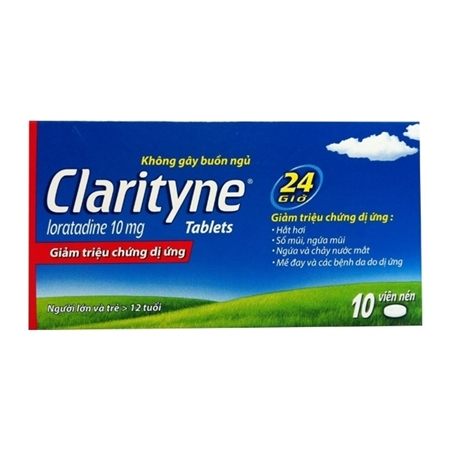 Không gây buồn ngủ
Clarityne®
loratadine 10 mg Tablets
Giảm triệu chứng dị ứng
Người lớn và trẻ > 12 tuổi
24
Giờ
Giảm triệu chứng dị ứng :
• Hắt hơi
• Sổ mũi, ngứa mũi
• Ngứa và chảy nước mắt
• Mề đay và các bệnh da do dị ứng
10 viên nén